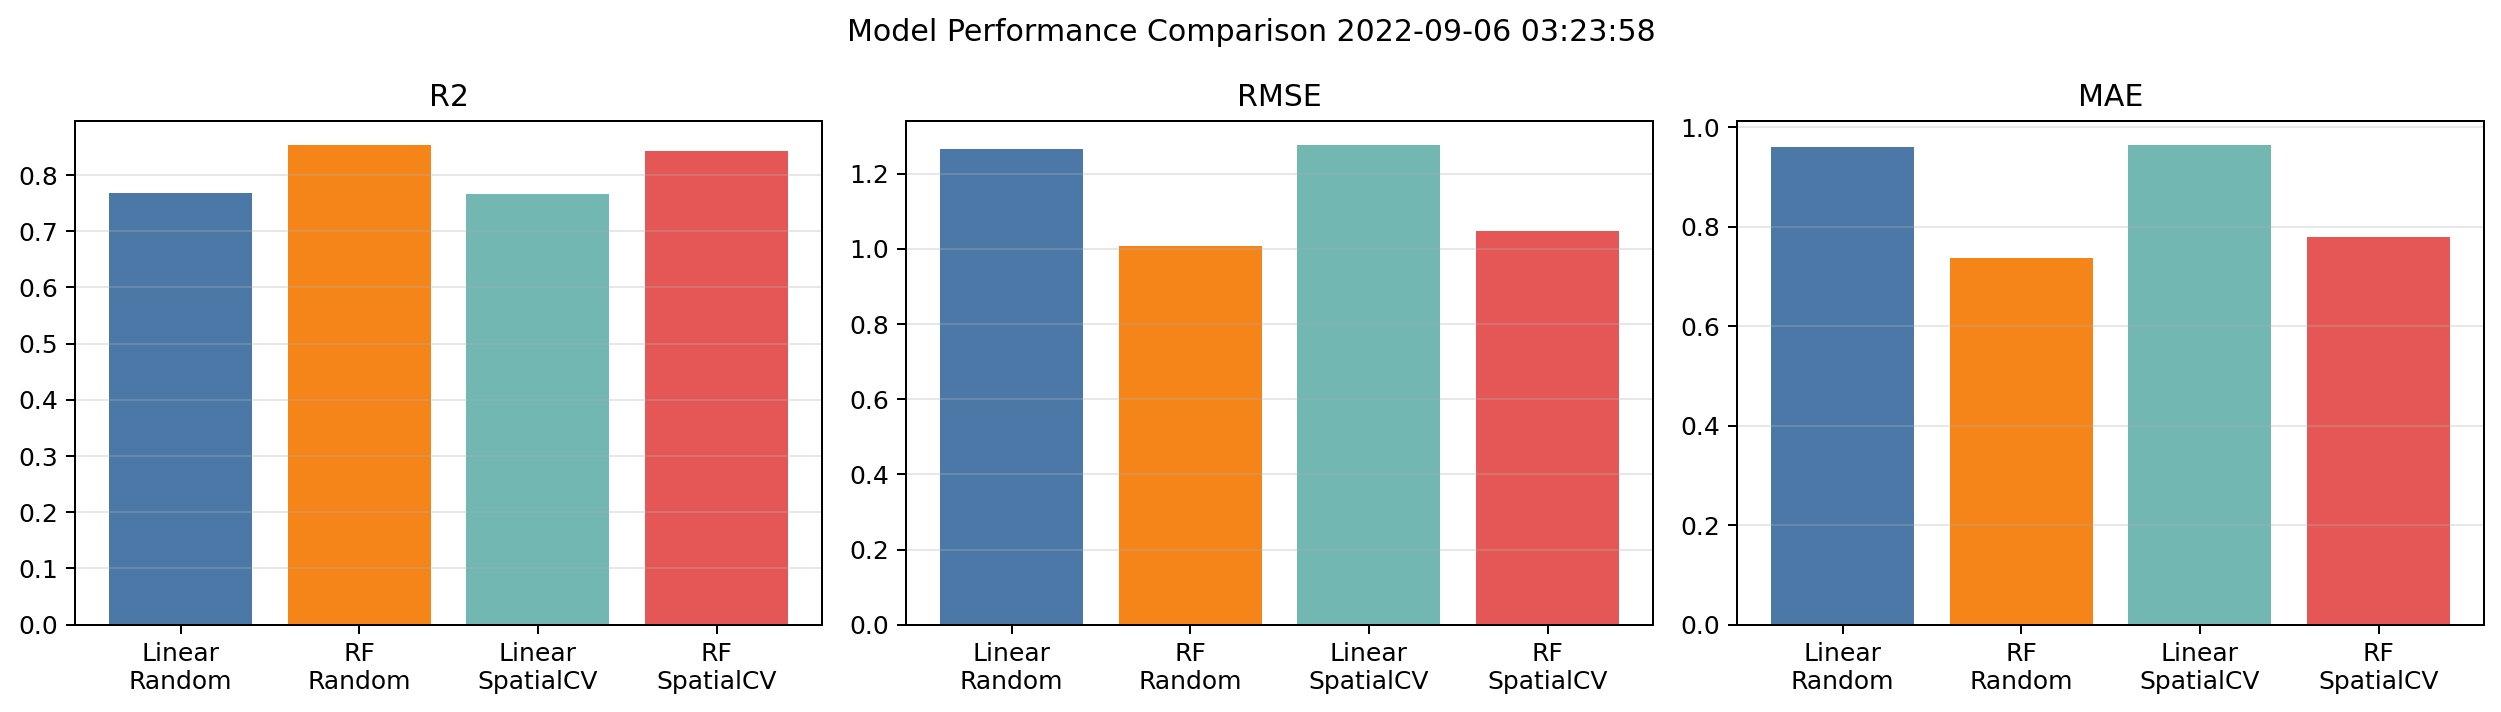 Model Performance Comparison 2022-09-06 03:23:58
R2
0.8
0.7
0.6
0.5
0.4
0.3
0.2
0.1
0.0
Linear
Random
RF
Random
Linear
SpatialCV
RF
SpatialCV
RMSE
1.2
1.0
0.8
0.6
0.4
0.2
0.0
Linear
Random
RF
Random
Linear
SpatialCV
RF
SpatialCV
MAE
1.0
0.8
0.6
0.4
0.2
0.0
Linear
Random
RF
Random
Linear
SpatialCV
RF
SpatialCV